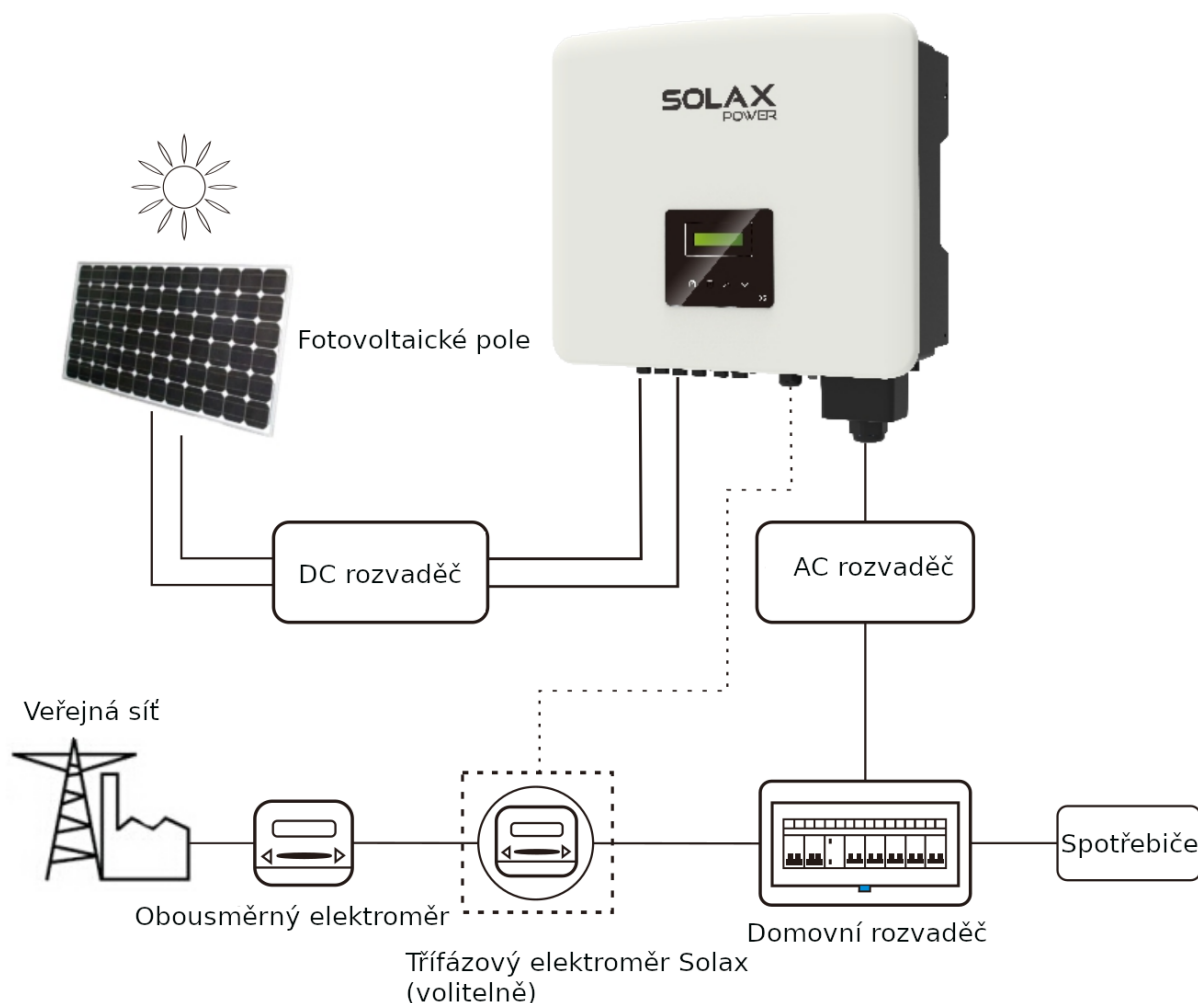 SOLAX
POWER
Fotovoltaické pole
DC rozvaděč
AC rozvaděč
Veřejná síť
Spotřebiče
Obousměrný elektroměr
Domovní rozvaděč
Třífázový elektroměr Solax
(volitelně)